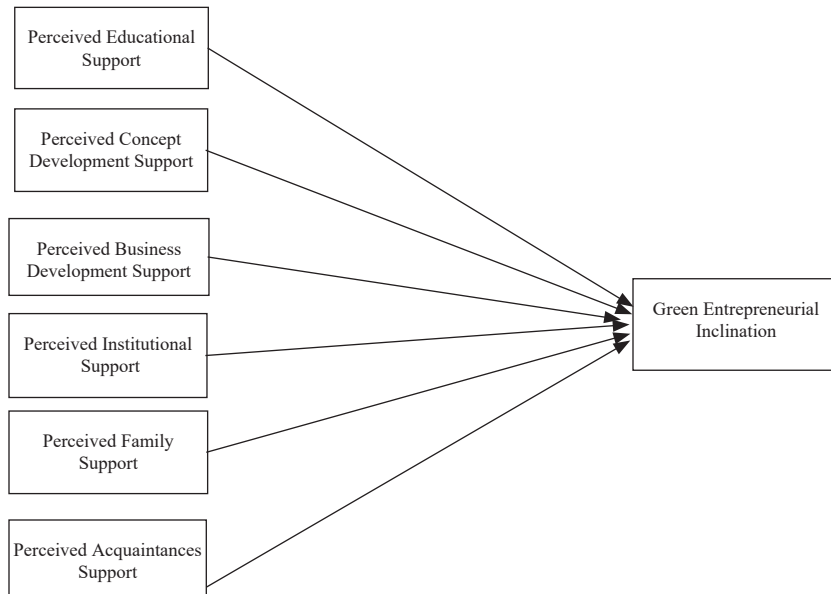 Perceived Educational
Support
Perceived Concept
Development Support
Perceived Business
Development Support
Perceived Institutional
Support
Perceived Family
Support
Perceived Acquaintances
Support
Green Entrepreneurial
Inclination